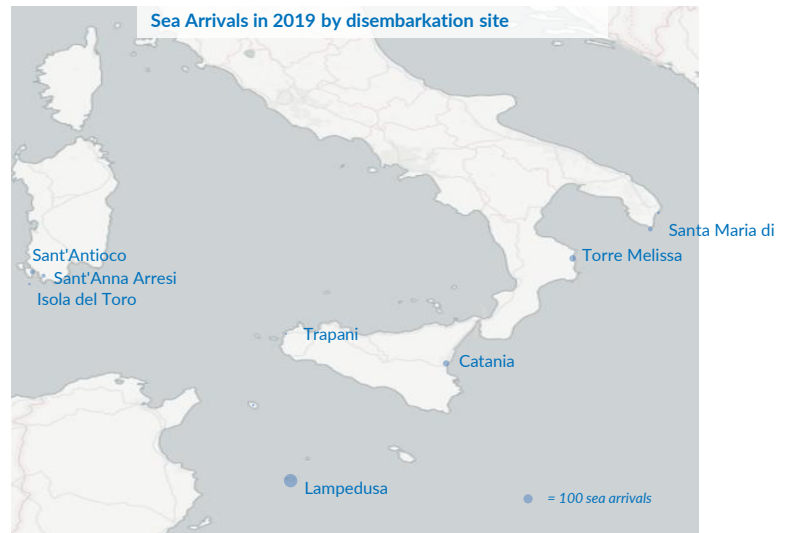 Sea Arrivals in 2019 by disembarkation site
Santa Maria di
Sant'Antioco
Torre Melissa
Sant'Anna Arresi
Isola del Toro
Trapani
Catania
Lampedusa
= 100 sea arrivals